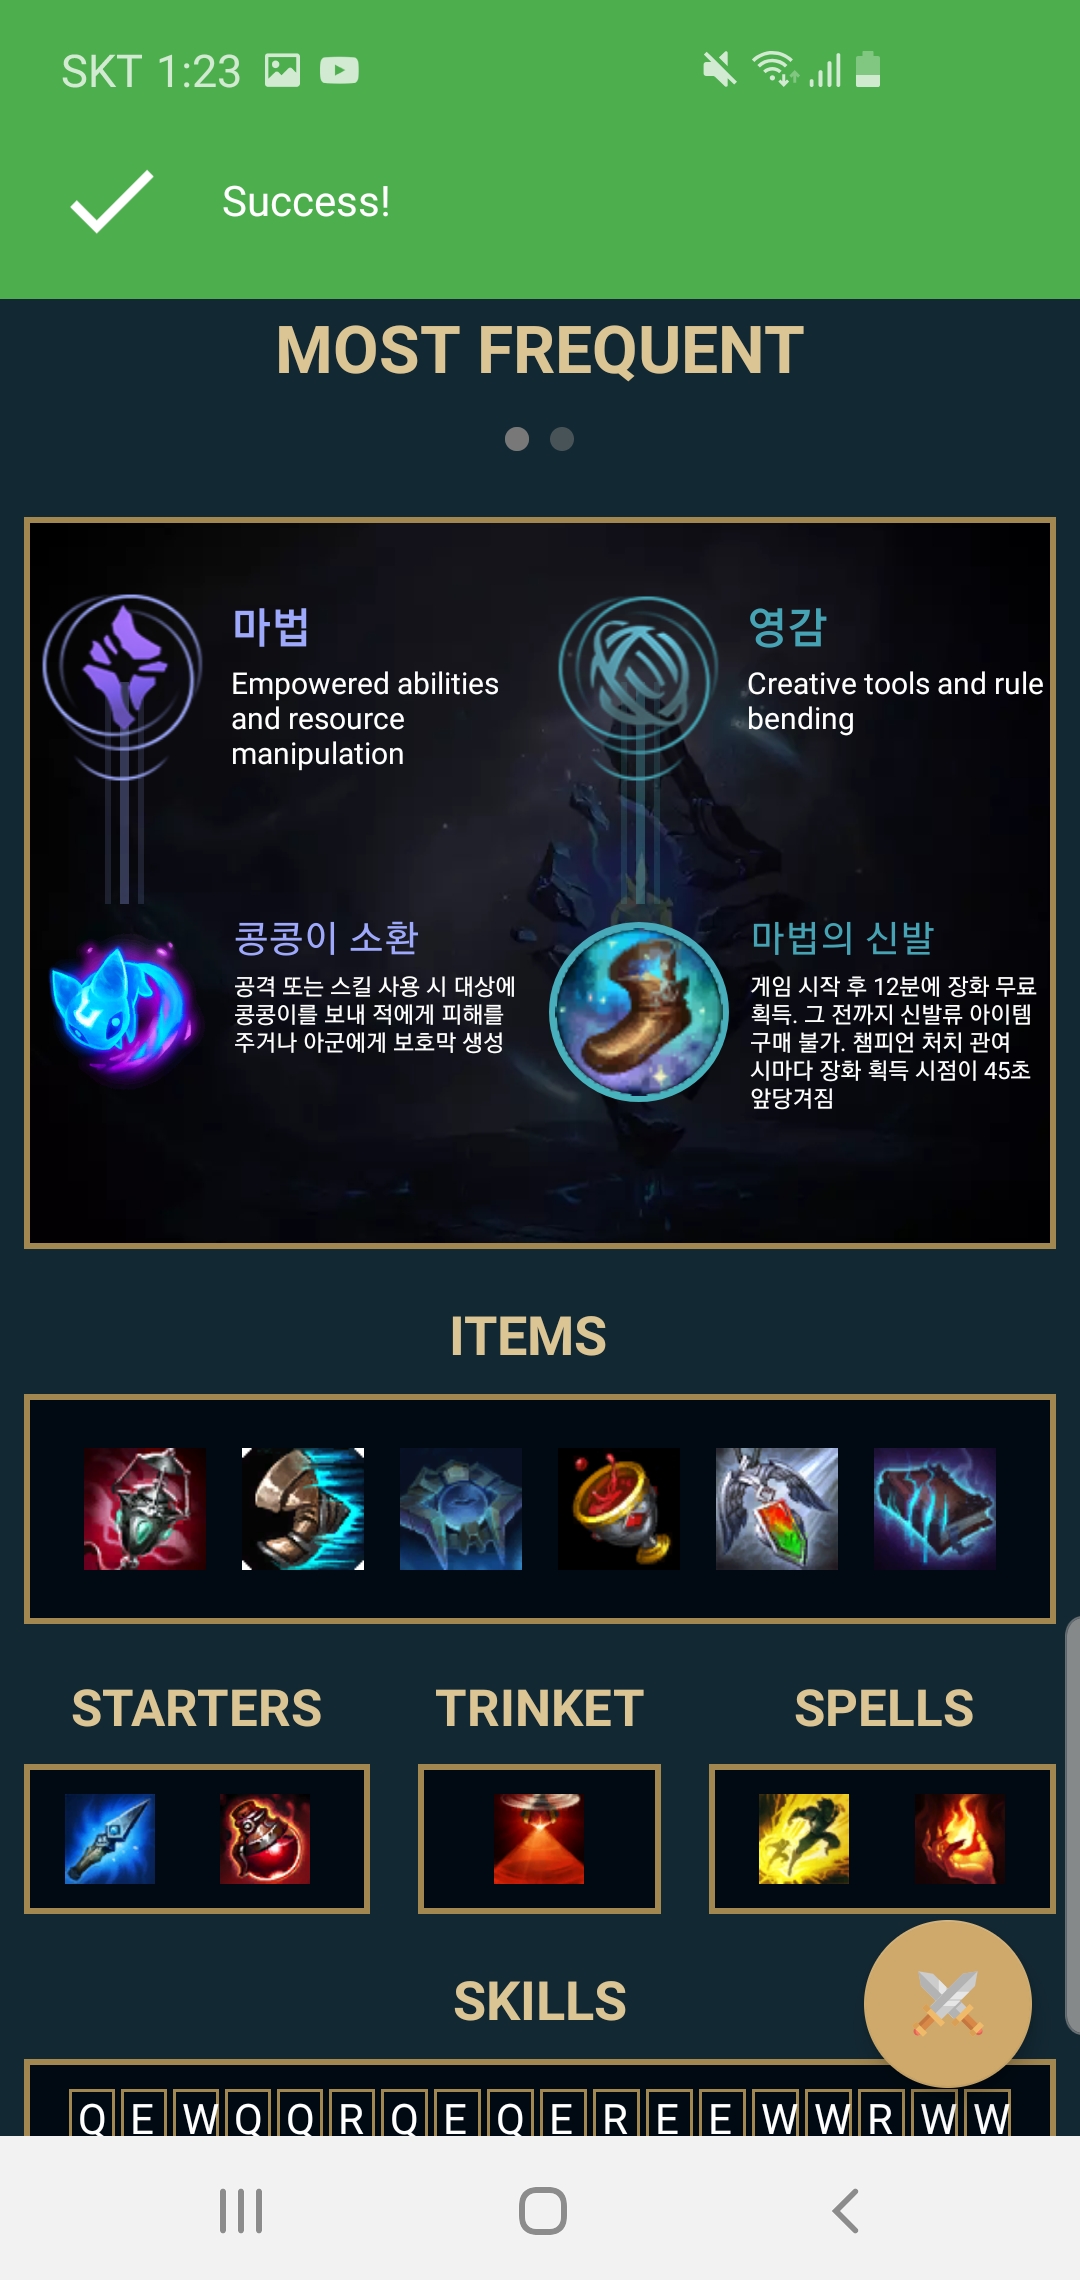 SKT 1:23
Success!
MOST FREQUENT
마법
Empowered abilities
and resource
manipulation
영감
Creative tools and rule
bending
콩콩이 소환
공격 또는 스킬 사용 시 대상에
콩콩이를 보내 적에게 피해를
주거나 아군에게 보호막 생성
마법의 신발
게임 시작 후 12분에 장화 무료
획득. 그 전까지 신발류 아이템
구매 불가. 챔피언 처치 관여
시마다 장화 획득 시점이 45초
앞당겨짐
ITEMS
STARTERS
TRINKET
SPELLS
SKILLS
Q E W Q Q R Q E Q E R E E W W R W W